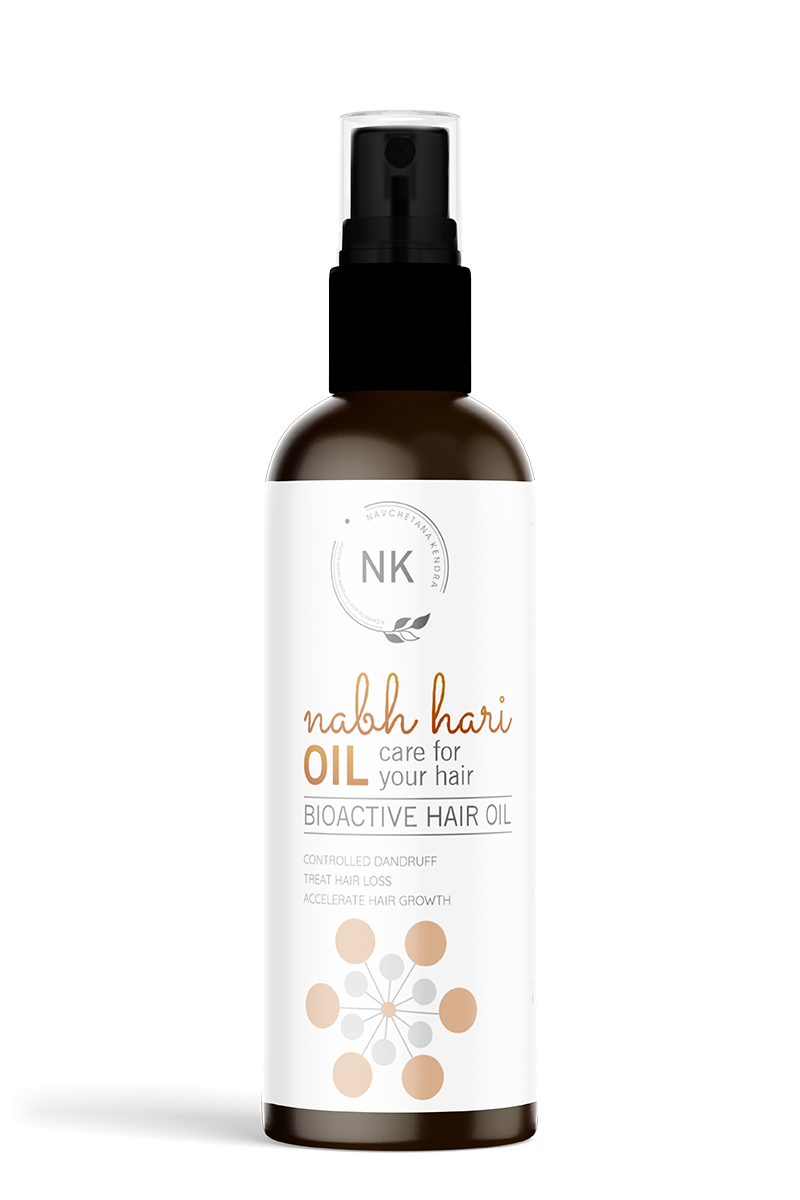 NAVCHETANA KENDRA
NK
nabh hari
OIL care for
your hair
BIOACTIVE HAIR OIL
CONTROLLED DANDRUFF
TREAT HAIR LOSS
ACCELERATE HAIR GROWTH